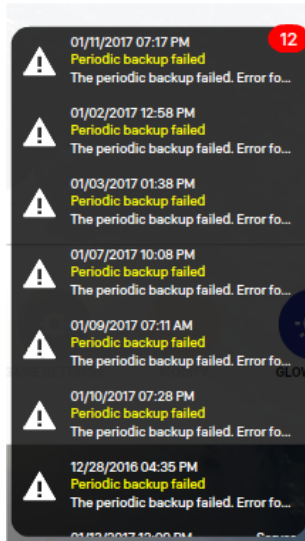 12
01/11/2017 07:17 PM
Periodic backup failed
The periodic backup failed. Error fo...
01/02/2017 12:58 PM
Periodic backup failed
The periodic backup failed. Error fo...
01/03/2017 01:38 PM
Periodic backup failed
The periodic backup failed. Error fo...
01/07/2017 10:08 PM
Periodic backup failed
The periodic backup failed. Error fo...
01/09/2017 07:11 AM
Periodic backup failed
The periodic backup failed. Error fo...
GLOV
01/10/2017 07:28 PM
Periodic backup failed
The periodic backup failed. Error fo...
12/28/2016 04:35 PM
Periodic backup failed
The periodic backup failed. Error fo...